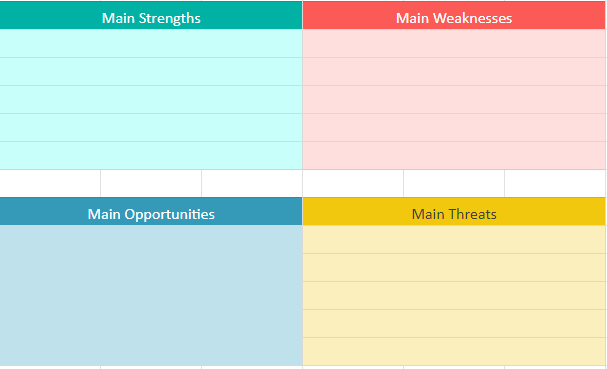 Main Strengths
Main Weaknesses
Main Opportunities
Main Threats